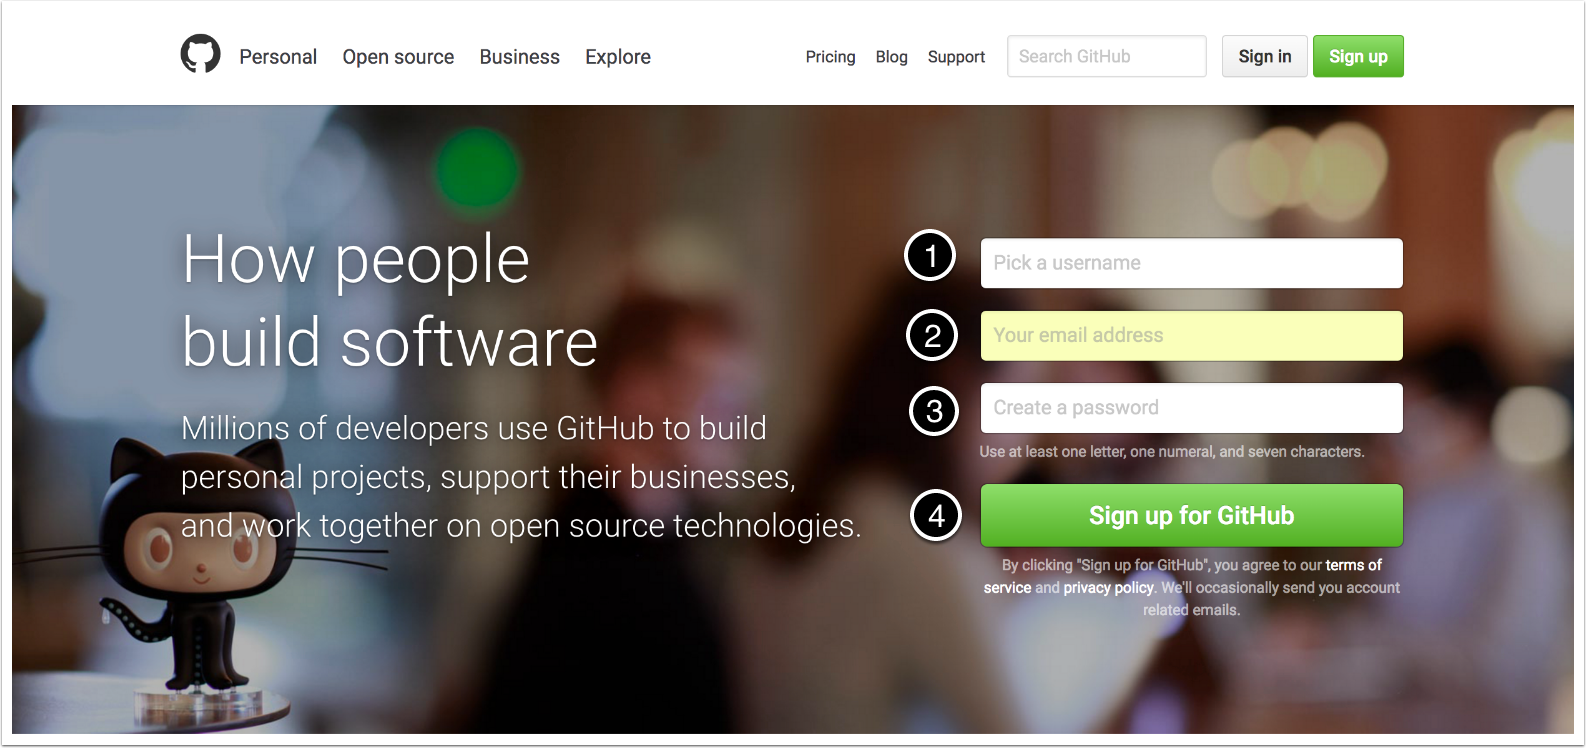 Personal Open source Business Explore Pricing Blog Support Search GitHub Sign in Sign up
How people
build software
Millions of developers use GitHub to build
personal projects, support their businesses,
and work together on open source technologies.
1 Pick a username
2 Your email address
3 Create a password
Use at least one letter, one numeral, and seven characters.
4 Sign up for GitHub
By clicking "Sign up for GitHub", you agree to our terms of
service and privacy policy. We'll occasionally send you account
related emails.